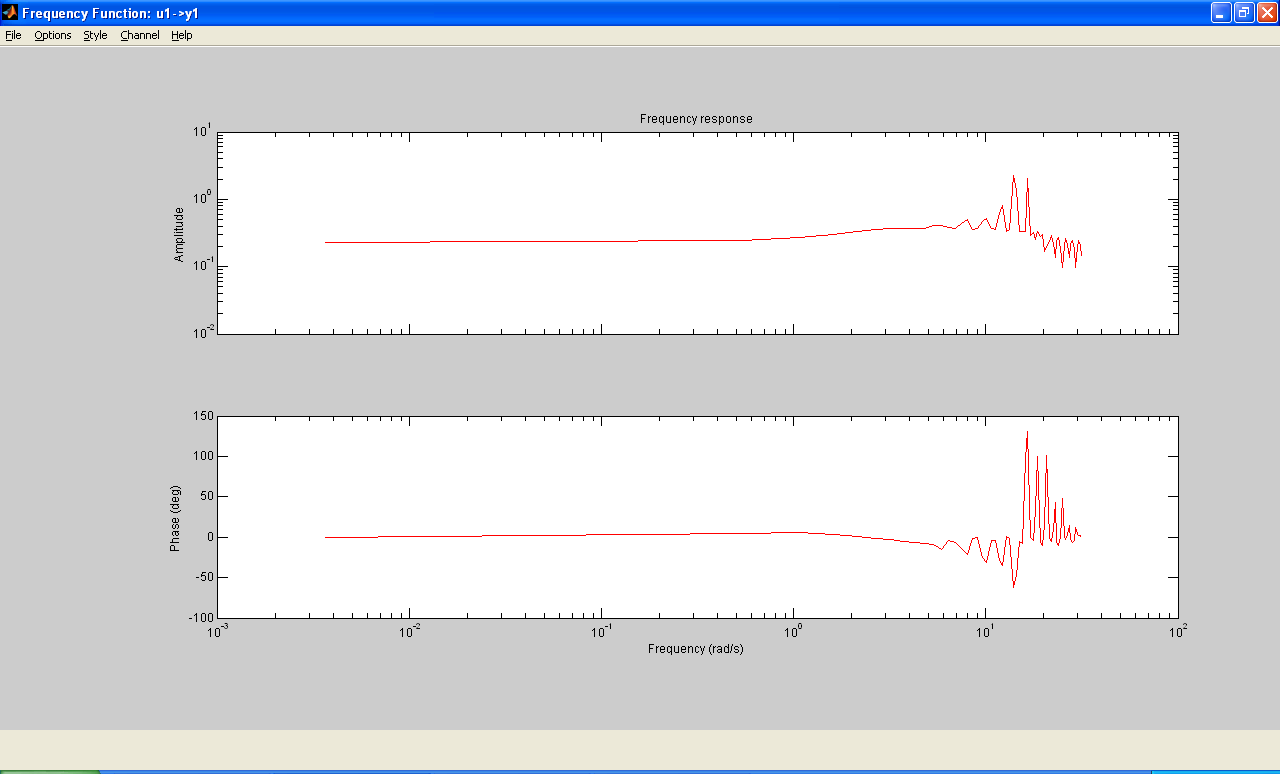 Frequency Function: u1->y1
File Options Style Channel Help
Frequency response
10^1
10^0
10^-1
10^-2
Amplitude
150
100
50
0
-50
-100
Phase (deg)
10^-3 10^-2 10^-1 10^0 10^1 10^2
Frequency (rad/s)